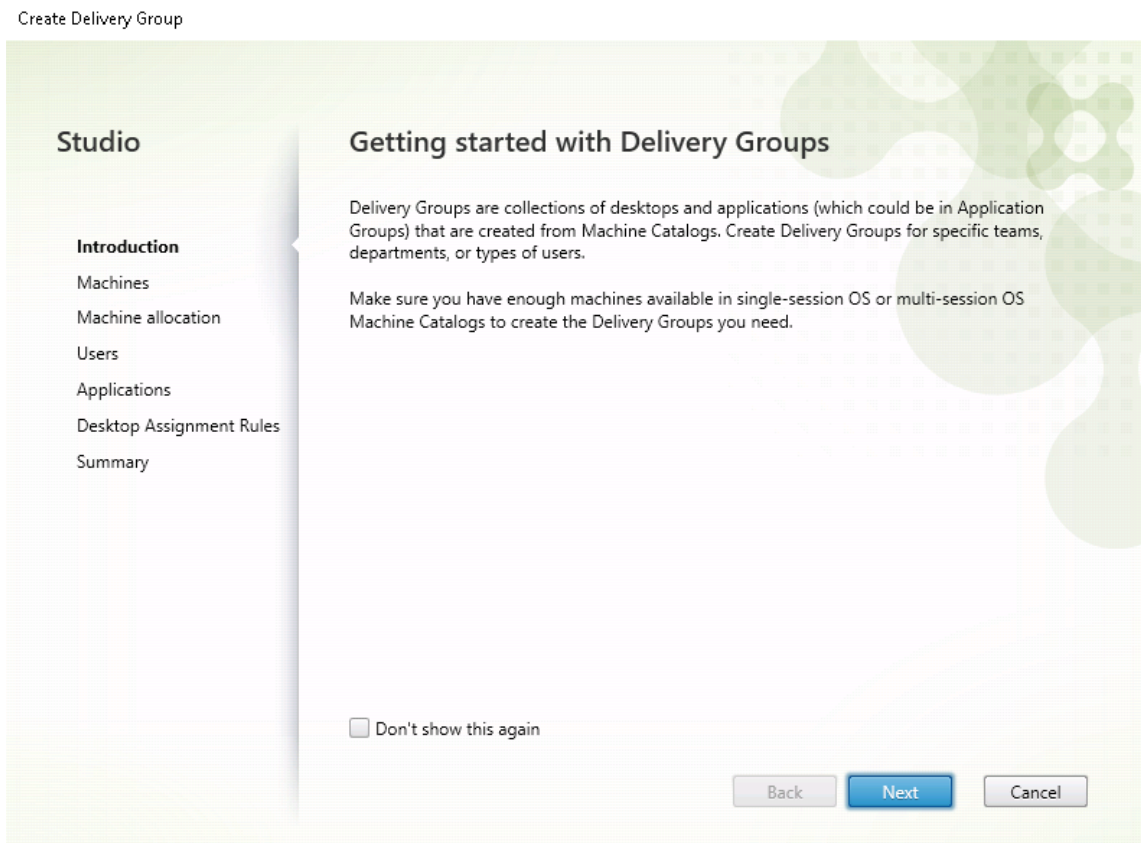 Create Delivery Group
Studio
Introduction
Machines
Machine allocation
Users
Applications
Desktop Assignment Rules
Summary
Getting started with Delivery Groups
Delivery Groups are collections of desktops and applications (which could be in Application
Groups) that are created from Machine Catalogs. Create Delivery Groups for specific teams,
departments, or types of users.
Make sure you have enough machines available in single-session OS or multi-session OS
Machine Catalogs to create the Delivery Groups you need.
Don't show this again
Back
Next
Cancel